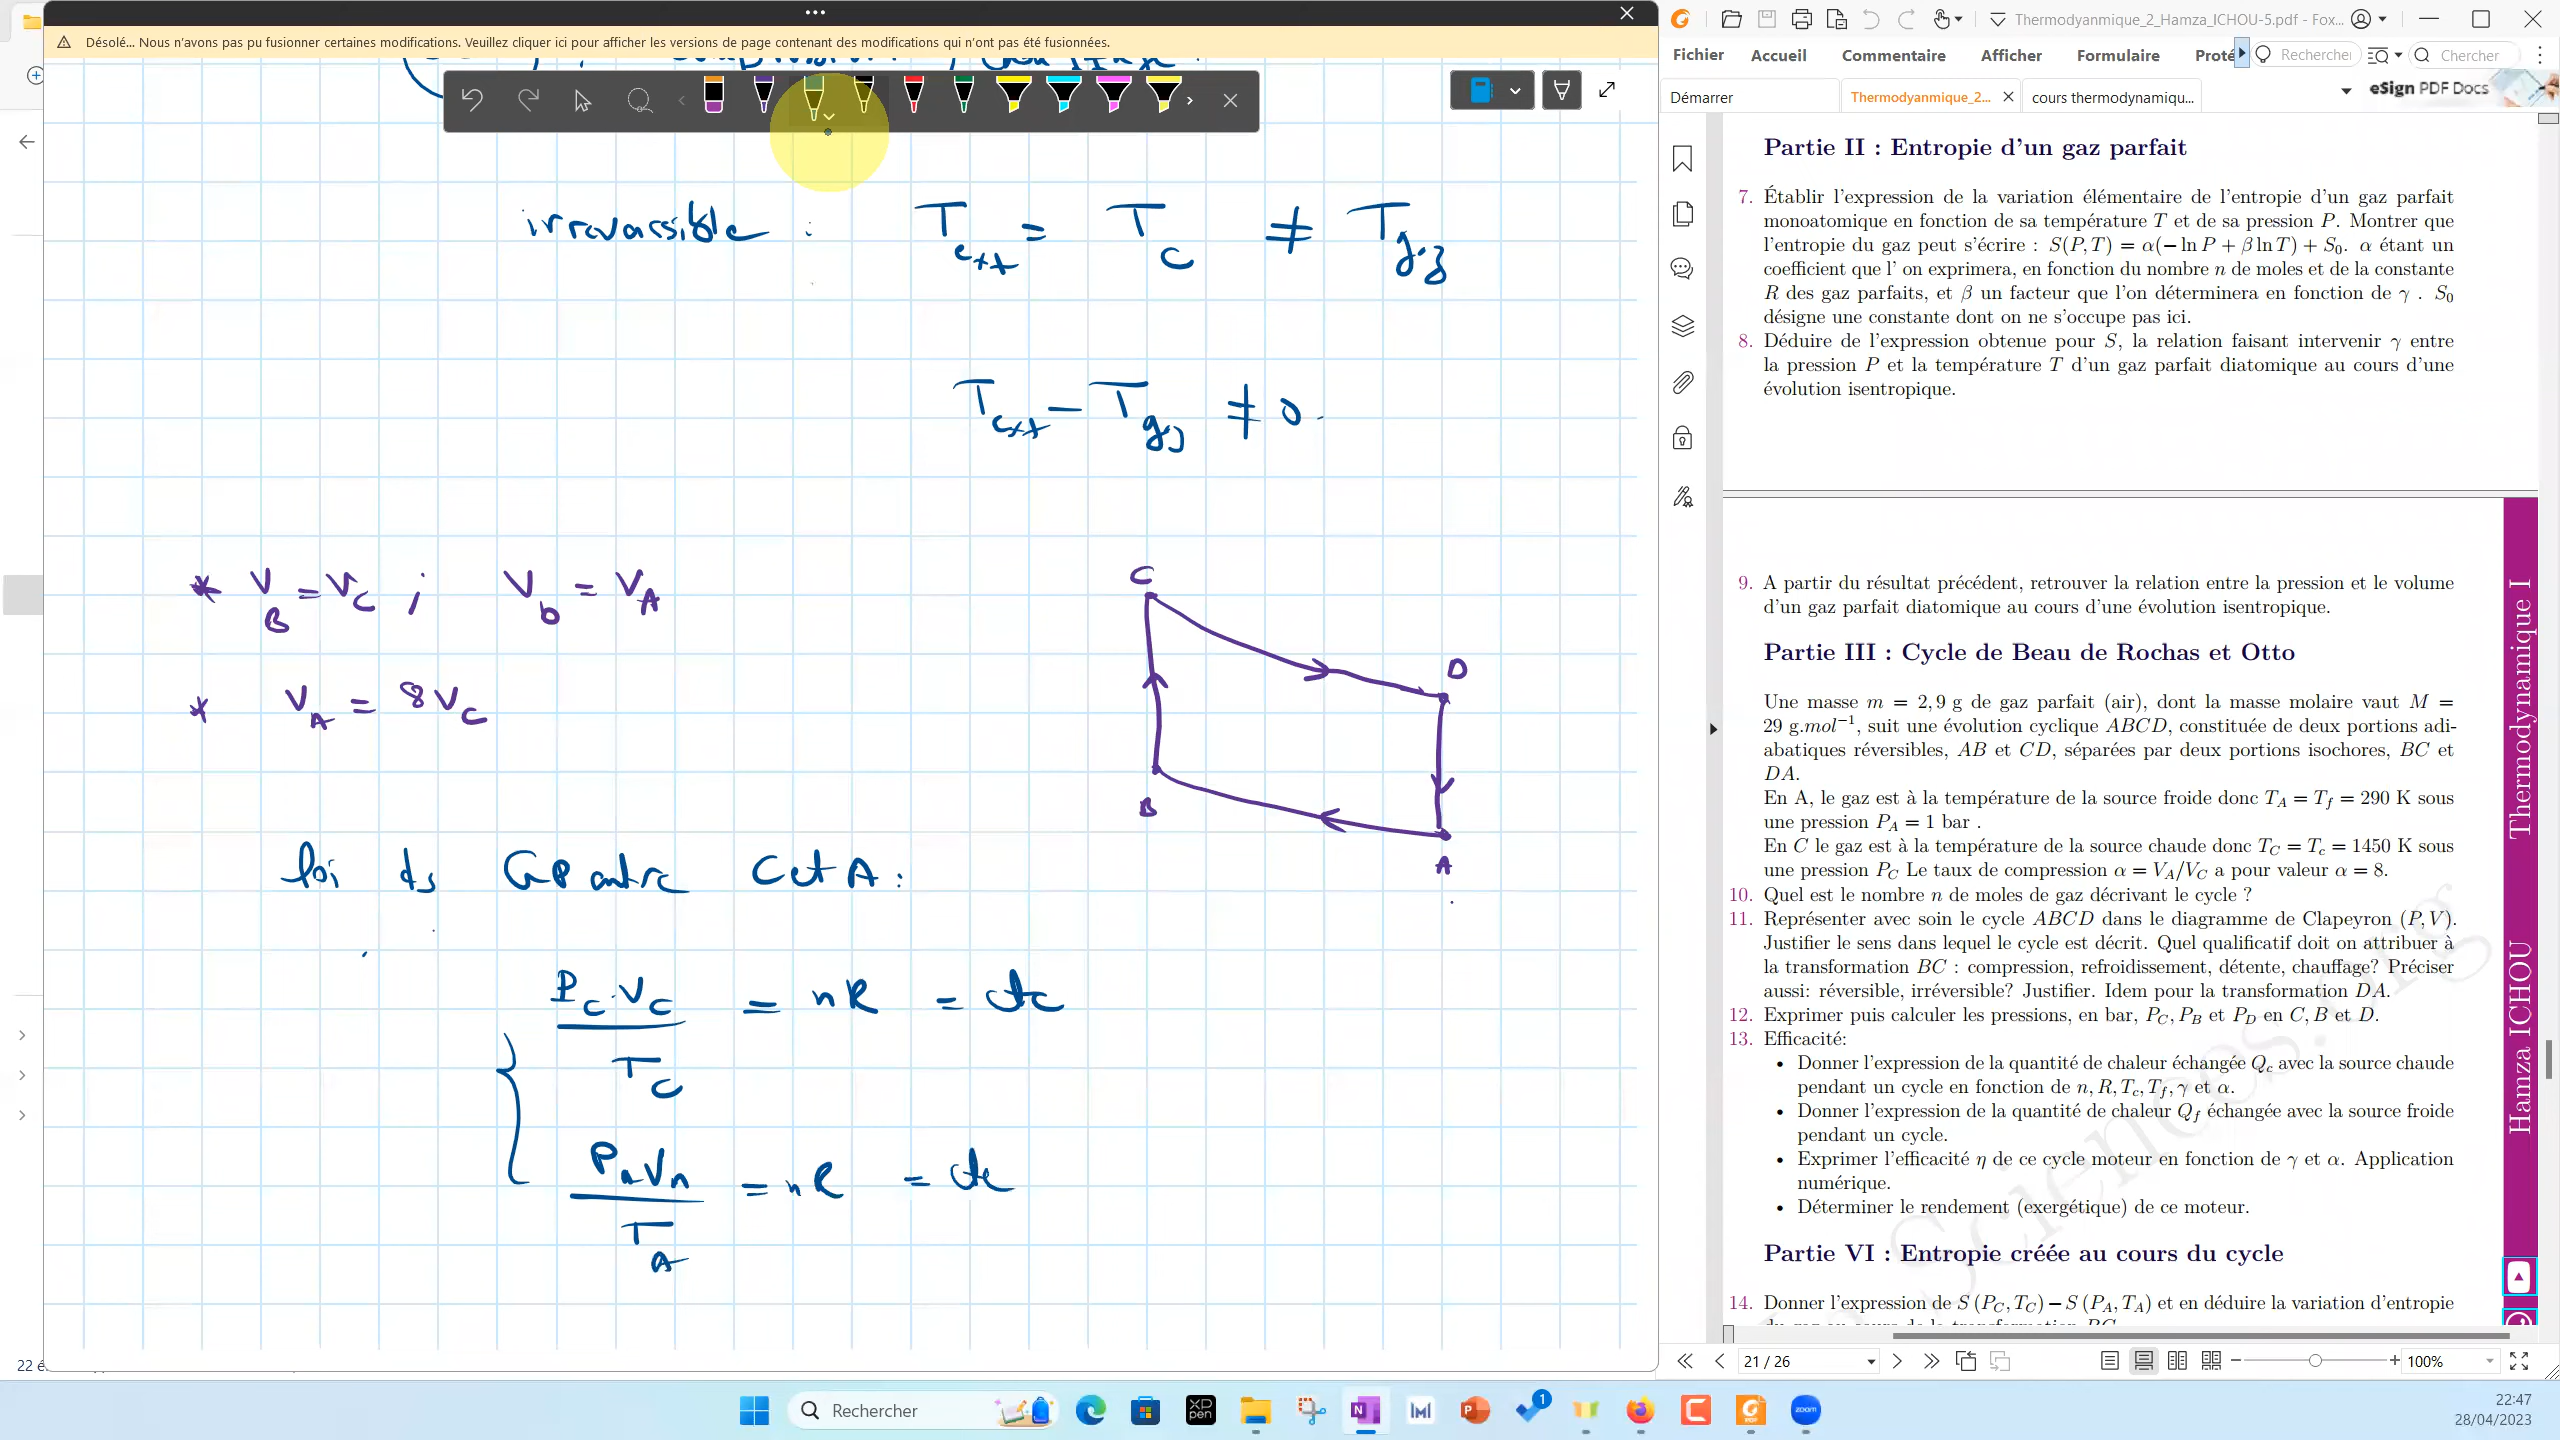 Désolé... Nous n'avons pas pu fusionner certaines modifications. Veuillez cliquer ici pour afficher les versions de page contenant des modifications qui n'ont pas été fusionnées.
irreversible : T_ext = T_C ≠ T_gaz
T_ext - T_gaz ≠ 0
* V_B = V_C ; V_D = V_A
* V_A = 8 V_C
C
D
B
A
loi ds GP entre C et A :
P_C . V_C / T_C = nR = cte
P_A V_A / T_A = nR = cte
22 é
Thermodyanmique_2_Hamza_ICHOU-5.pdf - Fox...
Fichier Accueil Commentaire Afficher Formulaire Proté Rechercher Chercher
Démarrer Thermodyanmique_2... cours thermodynamiqu... eSign PDF Docs
Partie II : Entropie d'un gaz parfait
7. Établir l'expression de la variation élémentaire de l'entropie d'un gaz parfait
monoatomique en fonction de sa température T et de sa pression P. Montrer que
l'entropie du gaz peut s'écrire : S(P, T) = α(− ln P + β ln T) + S₀. α étant un
coefficient que l' on exprimera, en fonction du nombre n de moles et de la constante
R des gaz parfaits, et β un facteur que l'on déterminera en fonction de γ . S₀
désigne une constante dont on ne s'occupe pas ici.
8. Déduire de l'expression obtenue pour S, la relation faisant intervenir γ entre
la pression P et la température T d'un gaz parfait diatomique au cours d'une
évolution isentropique.
9. A partir du résultat précédent, retrouver la relation entre la pression et le volume
d'un gaz parfait diatomique au cours d'une évolution isentropique.
Partie III : Cycle de Beau de Rochas et Otto
Une masse m = 2, 9 g de gaz parfait (air), dont la masse molaire vaut M =
29 g.mol⁻¹, suit une évolution cyclique ABCD, constituée de deux portions adi-
abatiques réversibles, AB et CD, séparées par deux portions isochores, BC et
DA.
En A, le gaz est à la température de la source froide donc T_A = T_f = 290 K sous
une pression P_A = 1 bar .
En C le gaz est à la température de la source chaude donc T_C = T_c = 1450 K sous
une pression P_C Le taux de compression α = V_A/V_C a pour valeur α = 8.
10. Quel est le nombre n de moles de gaz décrivant le cycle ?
11. Représenter avec soin le cycle ABCD dans le diagramme de Clapeyron (P, V).
Justifier le sens dans lequel le cycle est décrit. Quel qualificatif doit on attribuer à
la transformation BC : compression, refroidissement, détente, chauffage? Préciser
aussi: réversible, irréversible? Justifier. Idem pour la transformation DA.
12. Exprimer puis calculer les pressions, en bar, P_C, P_B et P_D en C, B et D.
13. Efficacité:
• Donner l'expression de la quantité de chaleur échangée Q_c avec la source chaude
pendant un cycle en fonction de n, R, T_c, T_f, γ et α.
• Donner l'expression de la quantité de chaleur Q_f échangée avec la source froide
pendant un cycle.
• Exprimer l'efficacité η de ce cycle moteur en fonction de γ et α. Application
numérique.
• Déterminer le rendement (exergétique) de ce moteur.
Partie VI : Entropie créée au cours du cycle
14. Donner l'expression de S (P_C, T_C) − S (P_A, T_A) et en déduire la variation d'entropie
Thermodynamique I
Hamza ICHOU
Sciences.org
21 / 26
100%
Rechercher
XD pen
1
zoom
22:47
28/04/2023